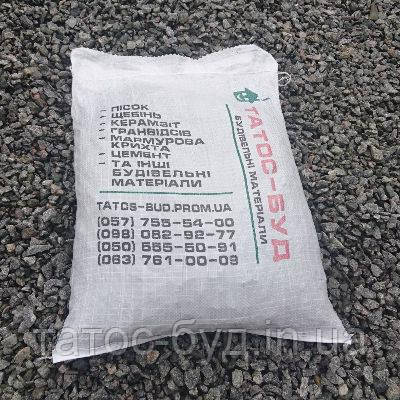 ПІСОК
ЩЕБІНЬ
КЕРАМЗІТ
ГРАНВІДСІВ
МАРМУРОВА
КРИХТА
ЦЕМЕНТ
ТА ІНШІ
БУДІВЕЛЬНІ
МАТЕРІАЛИ
TATOS-BUD.PROM.UA
(057) 755-54-00
(098) 082-92-77
(050) 555-50-91
(063) 761-00-09
ТАТОС-БУД
БУДІВЕЛЬНІ МАТЕРІАЛИ
татос-буд.in.ua